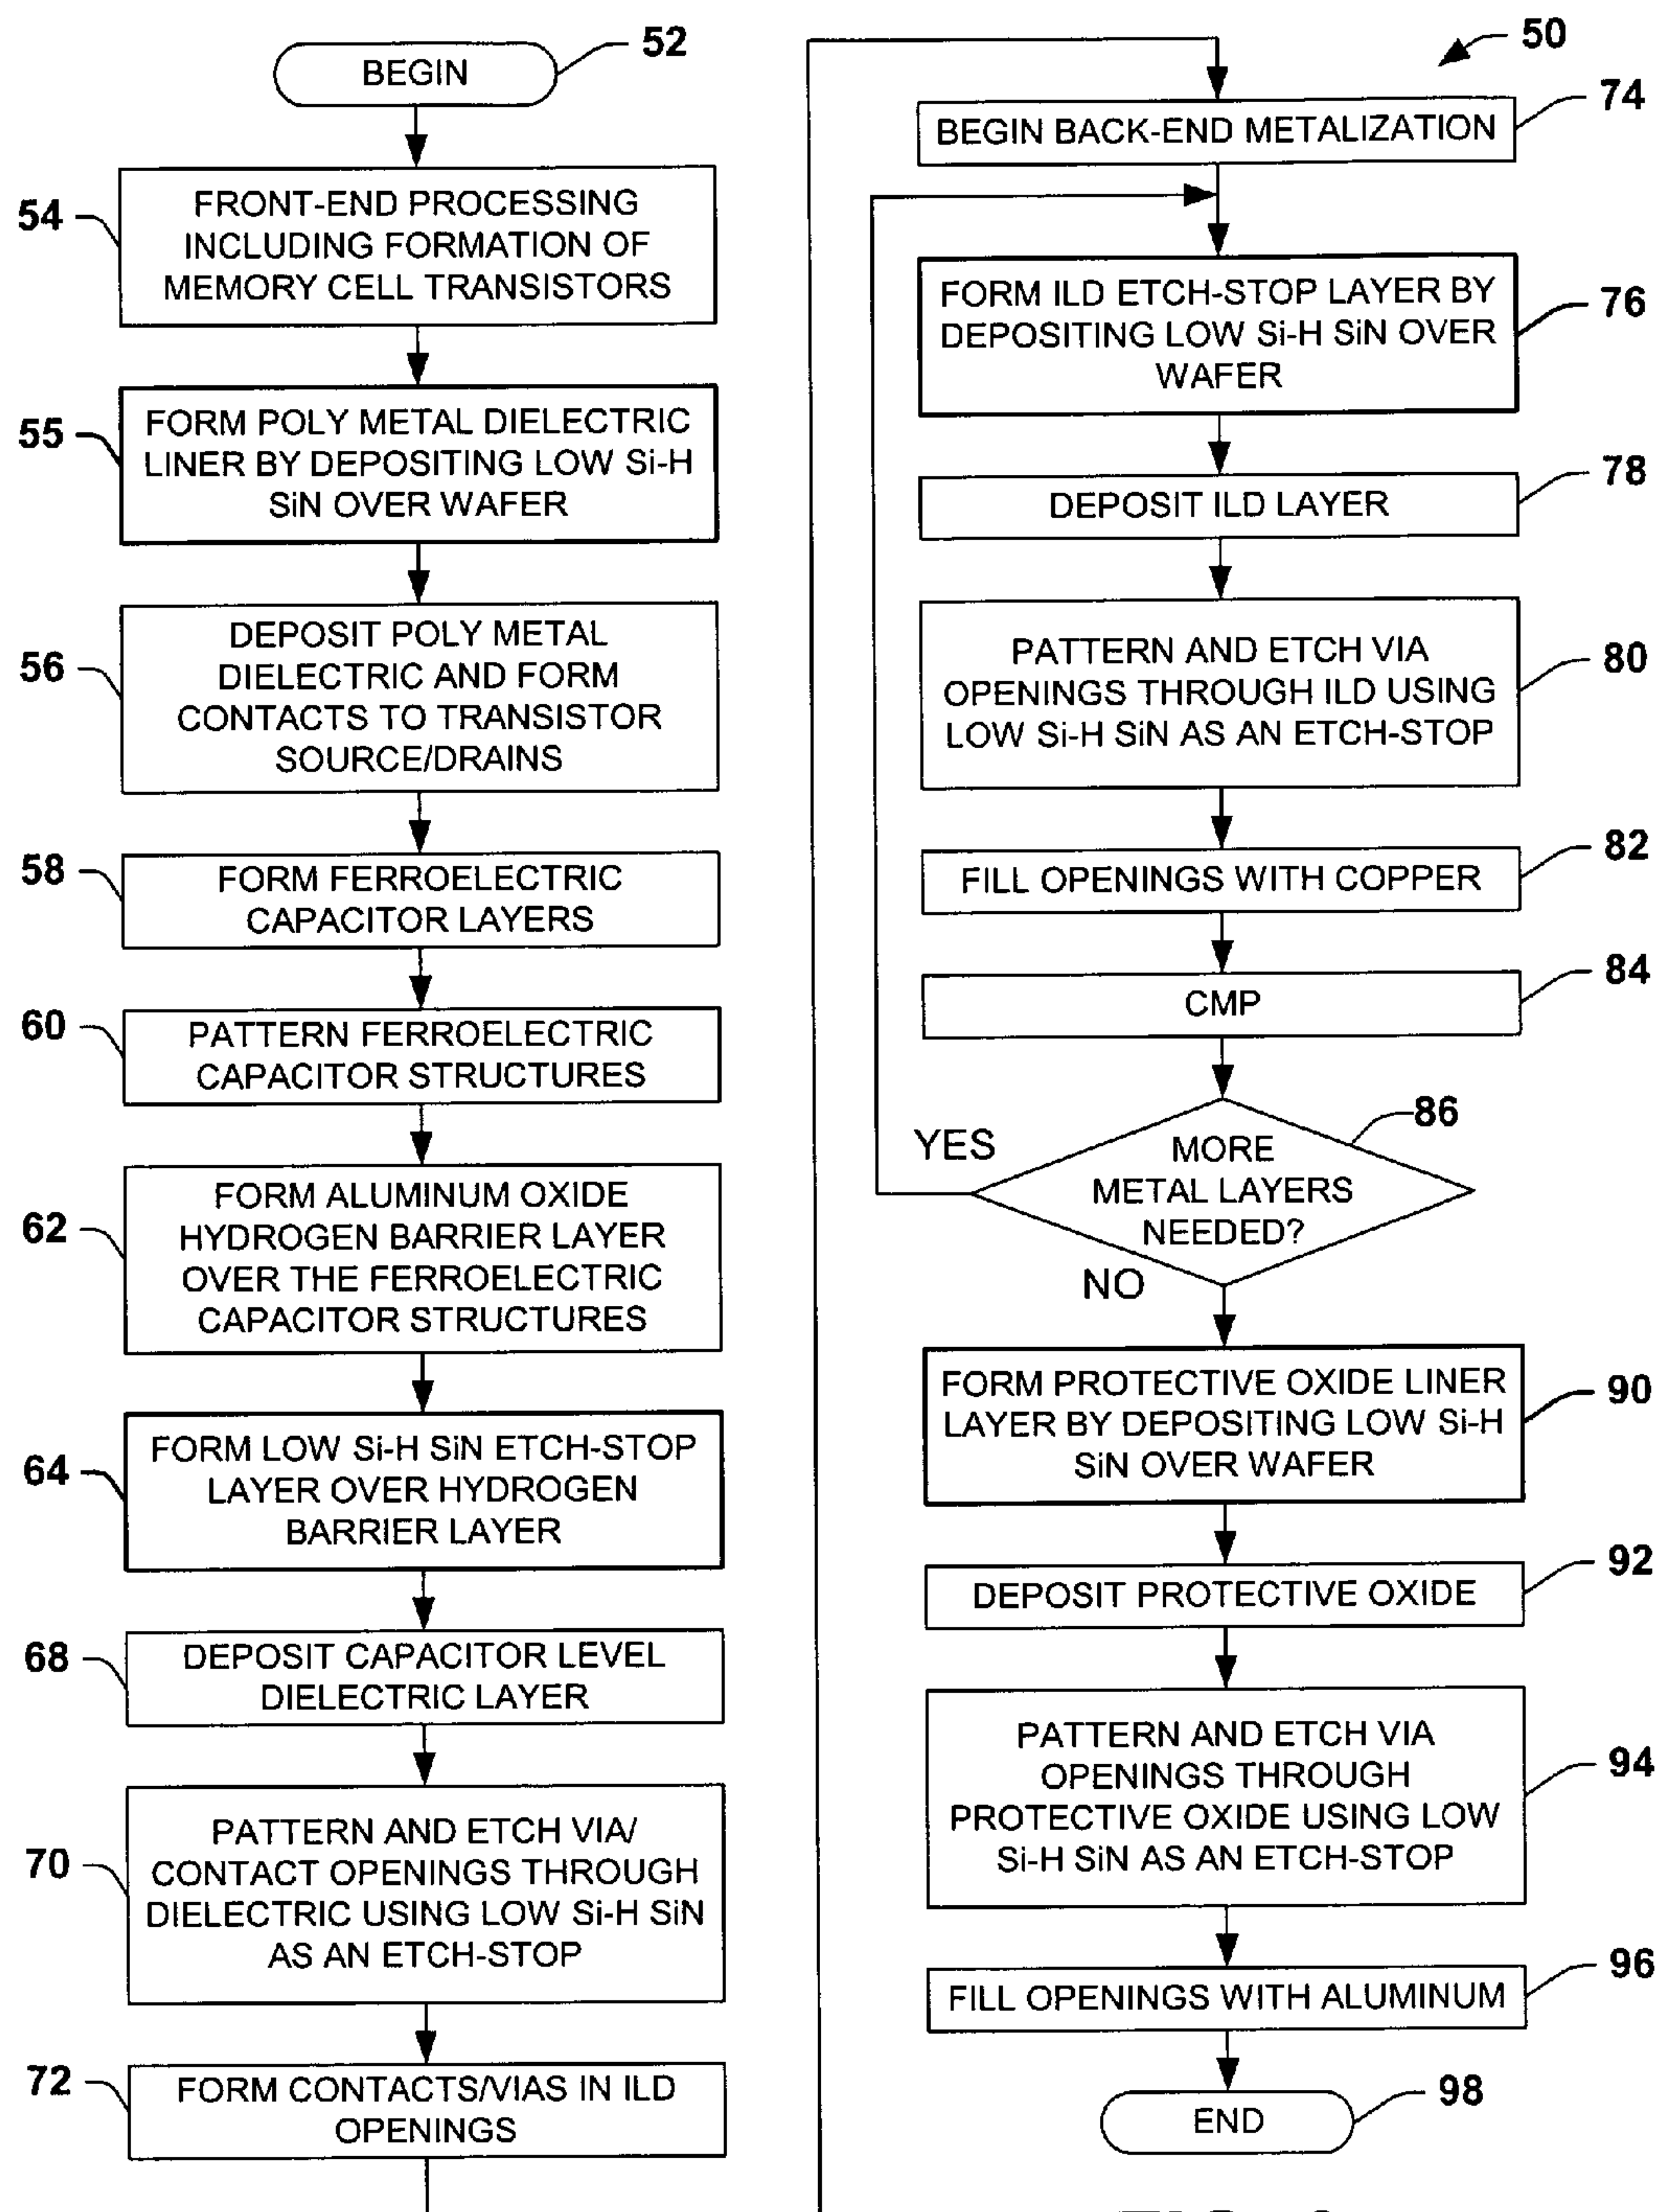 BEGIN
52
54
FRONT-END PROCESSING
INCLUDING FORMATION OF
MEMORY CELL TRANSISTORS
55
FORM POLY METAL DIELECTRIC
LINER BY DEPOSITING LOW Si-H
SiN OVER WAFER
56
DEPOSIT POLY METAL
DIELECTRIC AND FORM
CONTACTS TO TRANSISTOR
SOURCE/DRAINS
58
FORM FERROELECTRIC
CAPACITOR LAYERS
60
PATTERN FERROELECTRIC
CAPACITOR STRUCTURES
62
FORM ALUMINUM OXIDE
HYDROGEN BARRIER LAYER
OVER THE FERROELECTRIC
CAPACITOR STRUCTURES
64
FORM LOW Si-H SiN ETCH-STOP
LAYER OVER HYDROGEN
BARRIER LAYER
68
DEPOSIT CAPACITOR LEVEL
DIELECTRIC LAYER
70
PATTERN AND ETCH VIA/
CONTACT OPENINGS THROUGH
DIELECTRIC USING LOW Si-H SiN
AS AN ETCH-STOP
72
FORM CONTACTS/VIAS IN ILD
OPENINGS
50
74
BEGIN BACK-END METALIZATION
76
FORM ILD ETCH-STOP LAYER BY
DEPOSITING LOW Si-H SiN OVER
WAFER
78
DEPOSIT ILD LAYER
80
PATTERN AND ETCH VIA
OPENINGS THROUGH ILD USING
LOW Si-H SiN AS AN ETCH-STOP
82
FILL OPENINGS WITH COPPER
84
CMP
86
YES
MORE
METAL LAYERS
NEEDED?
NO
90
FORM PROTECTIVE OXIDE LINER
LAYER BY DEPOSITING LOW Si-H
SiN OVER WAFER
92
DEPOSIT PROTECTIVE OXIDE
94
PATTERN AND ETCH VIA
OPENINGS THROUGH
PROTECTIVE OXIDE USING LOW
Si-H SiN AS AN ETCH-STOP
96
FILL OPENINGS WITH ALUMINUM
98
END